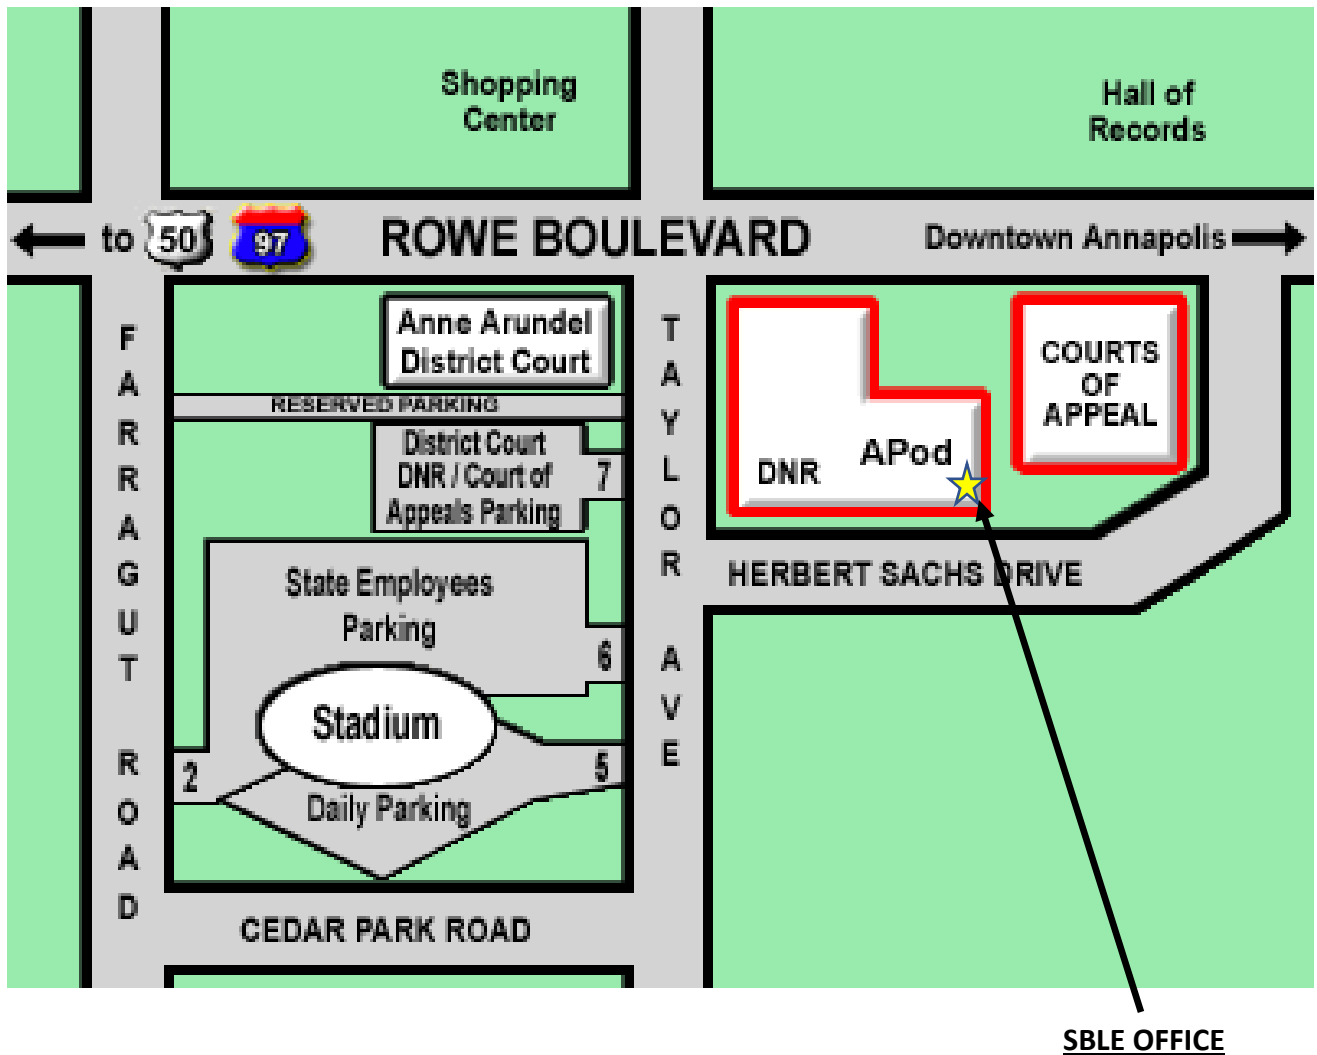 Shopping
Center
Hall of
Records
to 50 97
ROWE BOULEVARD
Downtown Annapolis
FARRAGUT ROAD
Anne Arundel
District Court
RESERVED PARKING
District Court
DNR / Court of
Appeals Parking
7
State Employees
Parking
6
Stadium
2
5
Daily Parking
CEDAR PARK ROAD
TAYLOR AVE
DNR
APod
COURTS
OF
APPEAL
HERBERT SACHS DRIVE
SBLE OFFICE